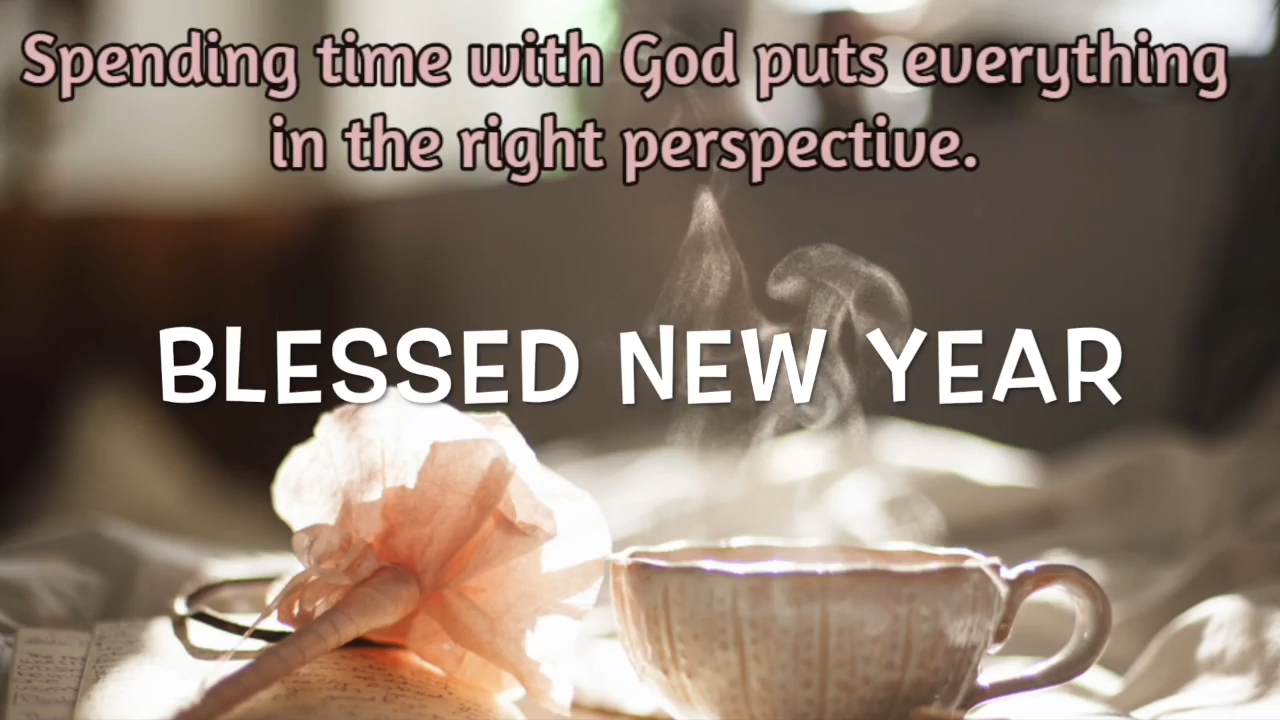 Spending time with God puts everything
in the right perspective.
BLESSED NEW YEAR